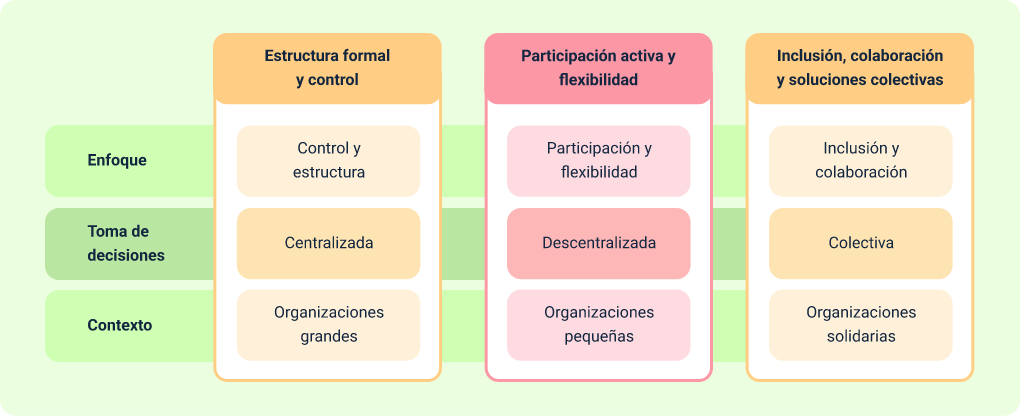 Estructura formal
y control
Participación activa y
flexibilidad
Inclusión, colaboración
y soluciones colectivas
Enfoque
Control y
estructura
Participación y
flexibilidad
Inclusión y
colaboración
Toma de
decisiones
Centralizada
Descentralizada
Colectiva
Contexto
Organizaciones
grandes
Organizaciones
pequeñas
Organizaciones
solidarias